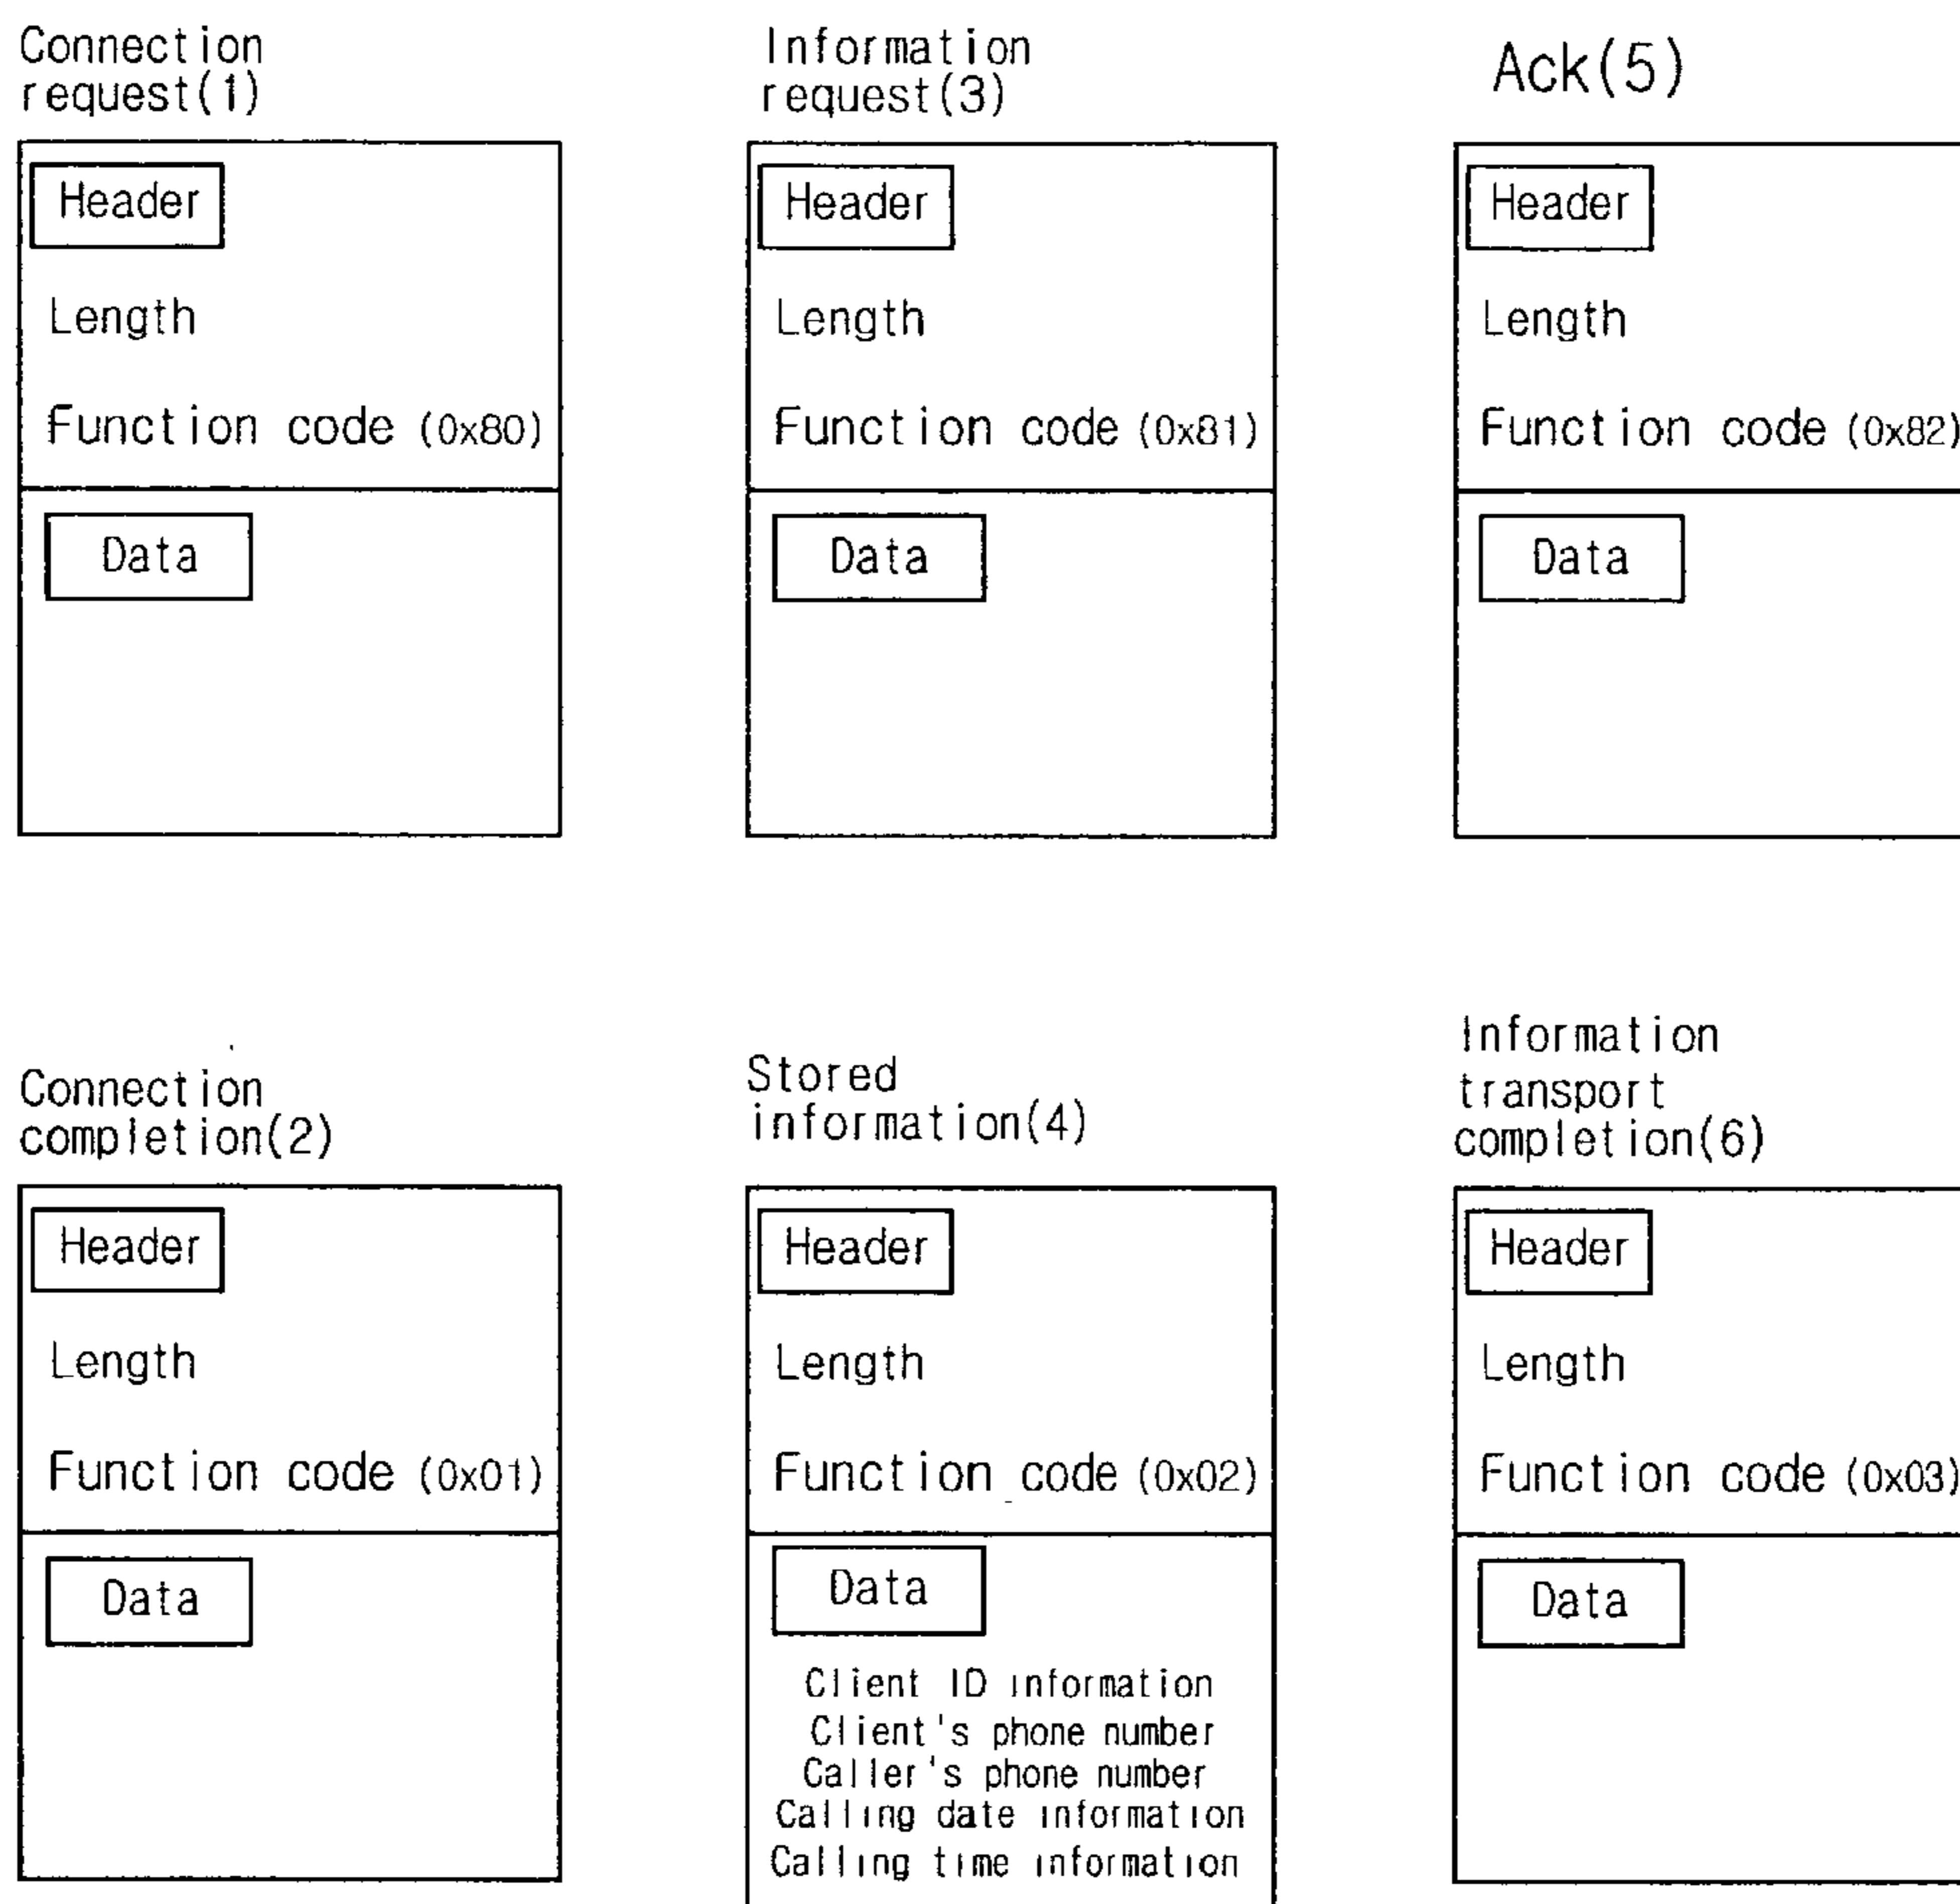 Connection
request(1)
Header
Length
Function code (0x80)
Data
Information
request(3)
Header
Length
Function code (0x81)
Data
Ack(5)
Header
Length
Function code (0x82)
Data
Connection
completion(2)
Header
Length
Function code (0x01)
Data
Stored
information(4)
Header
Length
Function code (0x02)
Data
Client ID information
Client's phone number
Caller's phone number
Calling date information
Calling time information
Information
transport
completion(6)
Header
Length
Function code (0x03)
Data